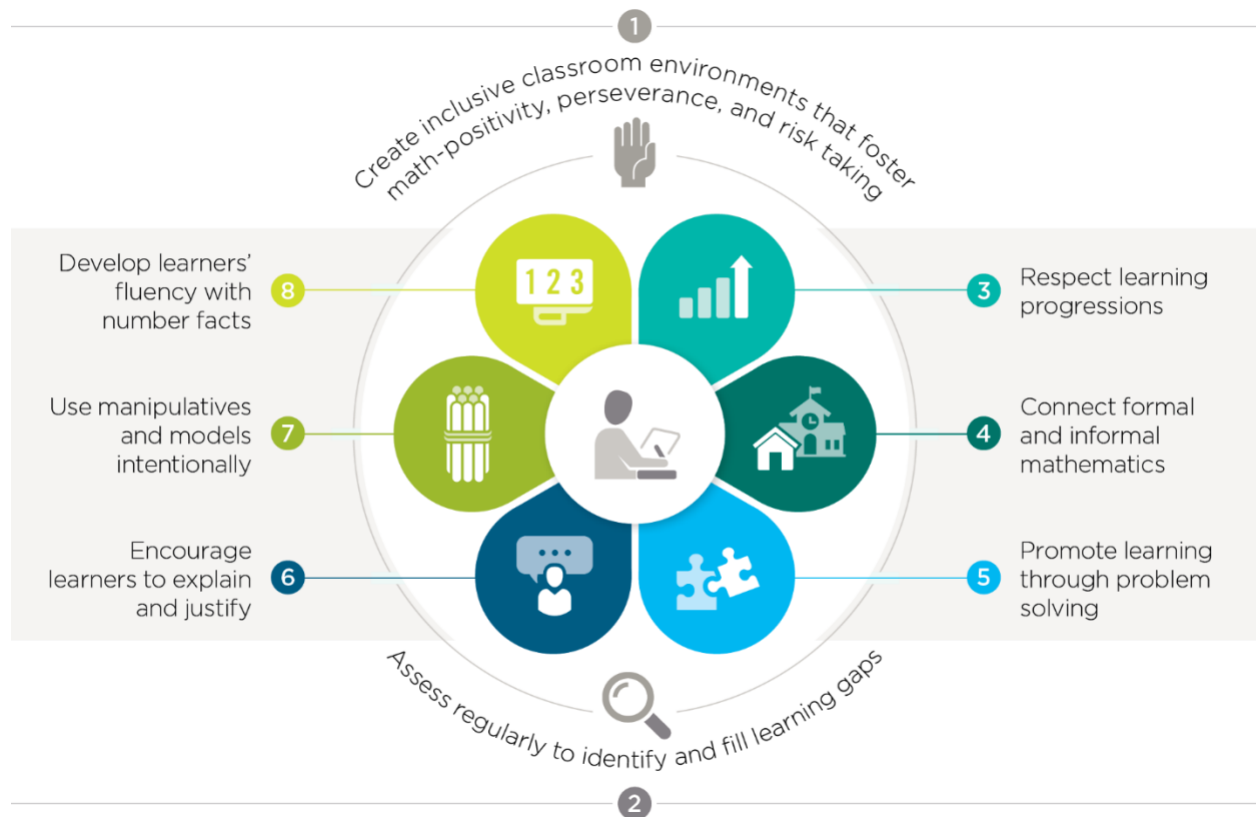 1
Create inclusive classroom environments that foster
math-positivity, perseverance, and risk taking
Develop learners’
fluency with
number facts
8
1 2 3
3
Respect learning
progressions
Use manipulatives
and models
intentionally
7
4
Connect formal
and informal
mathematics
Encourage
learners to explain
and justify
6
5
Promote learning
through problem
solving
Assess regularly to identify and fill learning gaps
2